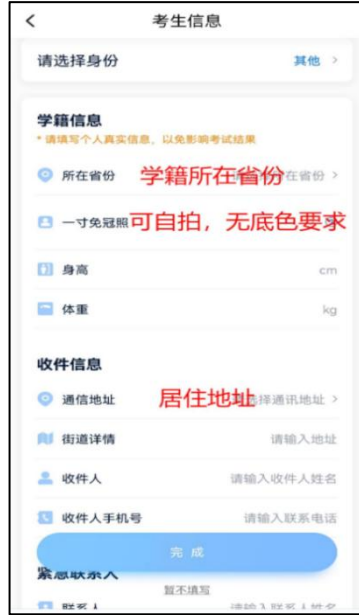 考生信息
请选择身份 其他 >
学籍信息
* 请填写个人真实信息，以免影响考试结果
所在省份 学籍所在省份 在省份 >
一寸免冠照 可自拍，无底色要求
身高 cm
体重 kg
收件信息
通信地址 居住地址 选择通讯地址 >
街道详情 请输入地址
收件人 请输入收件人姓名
收件人手机号 请输入联系电话
完成
紧急联系人
暂不填写
联系人 请输入联系人姓名